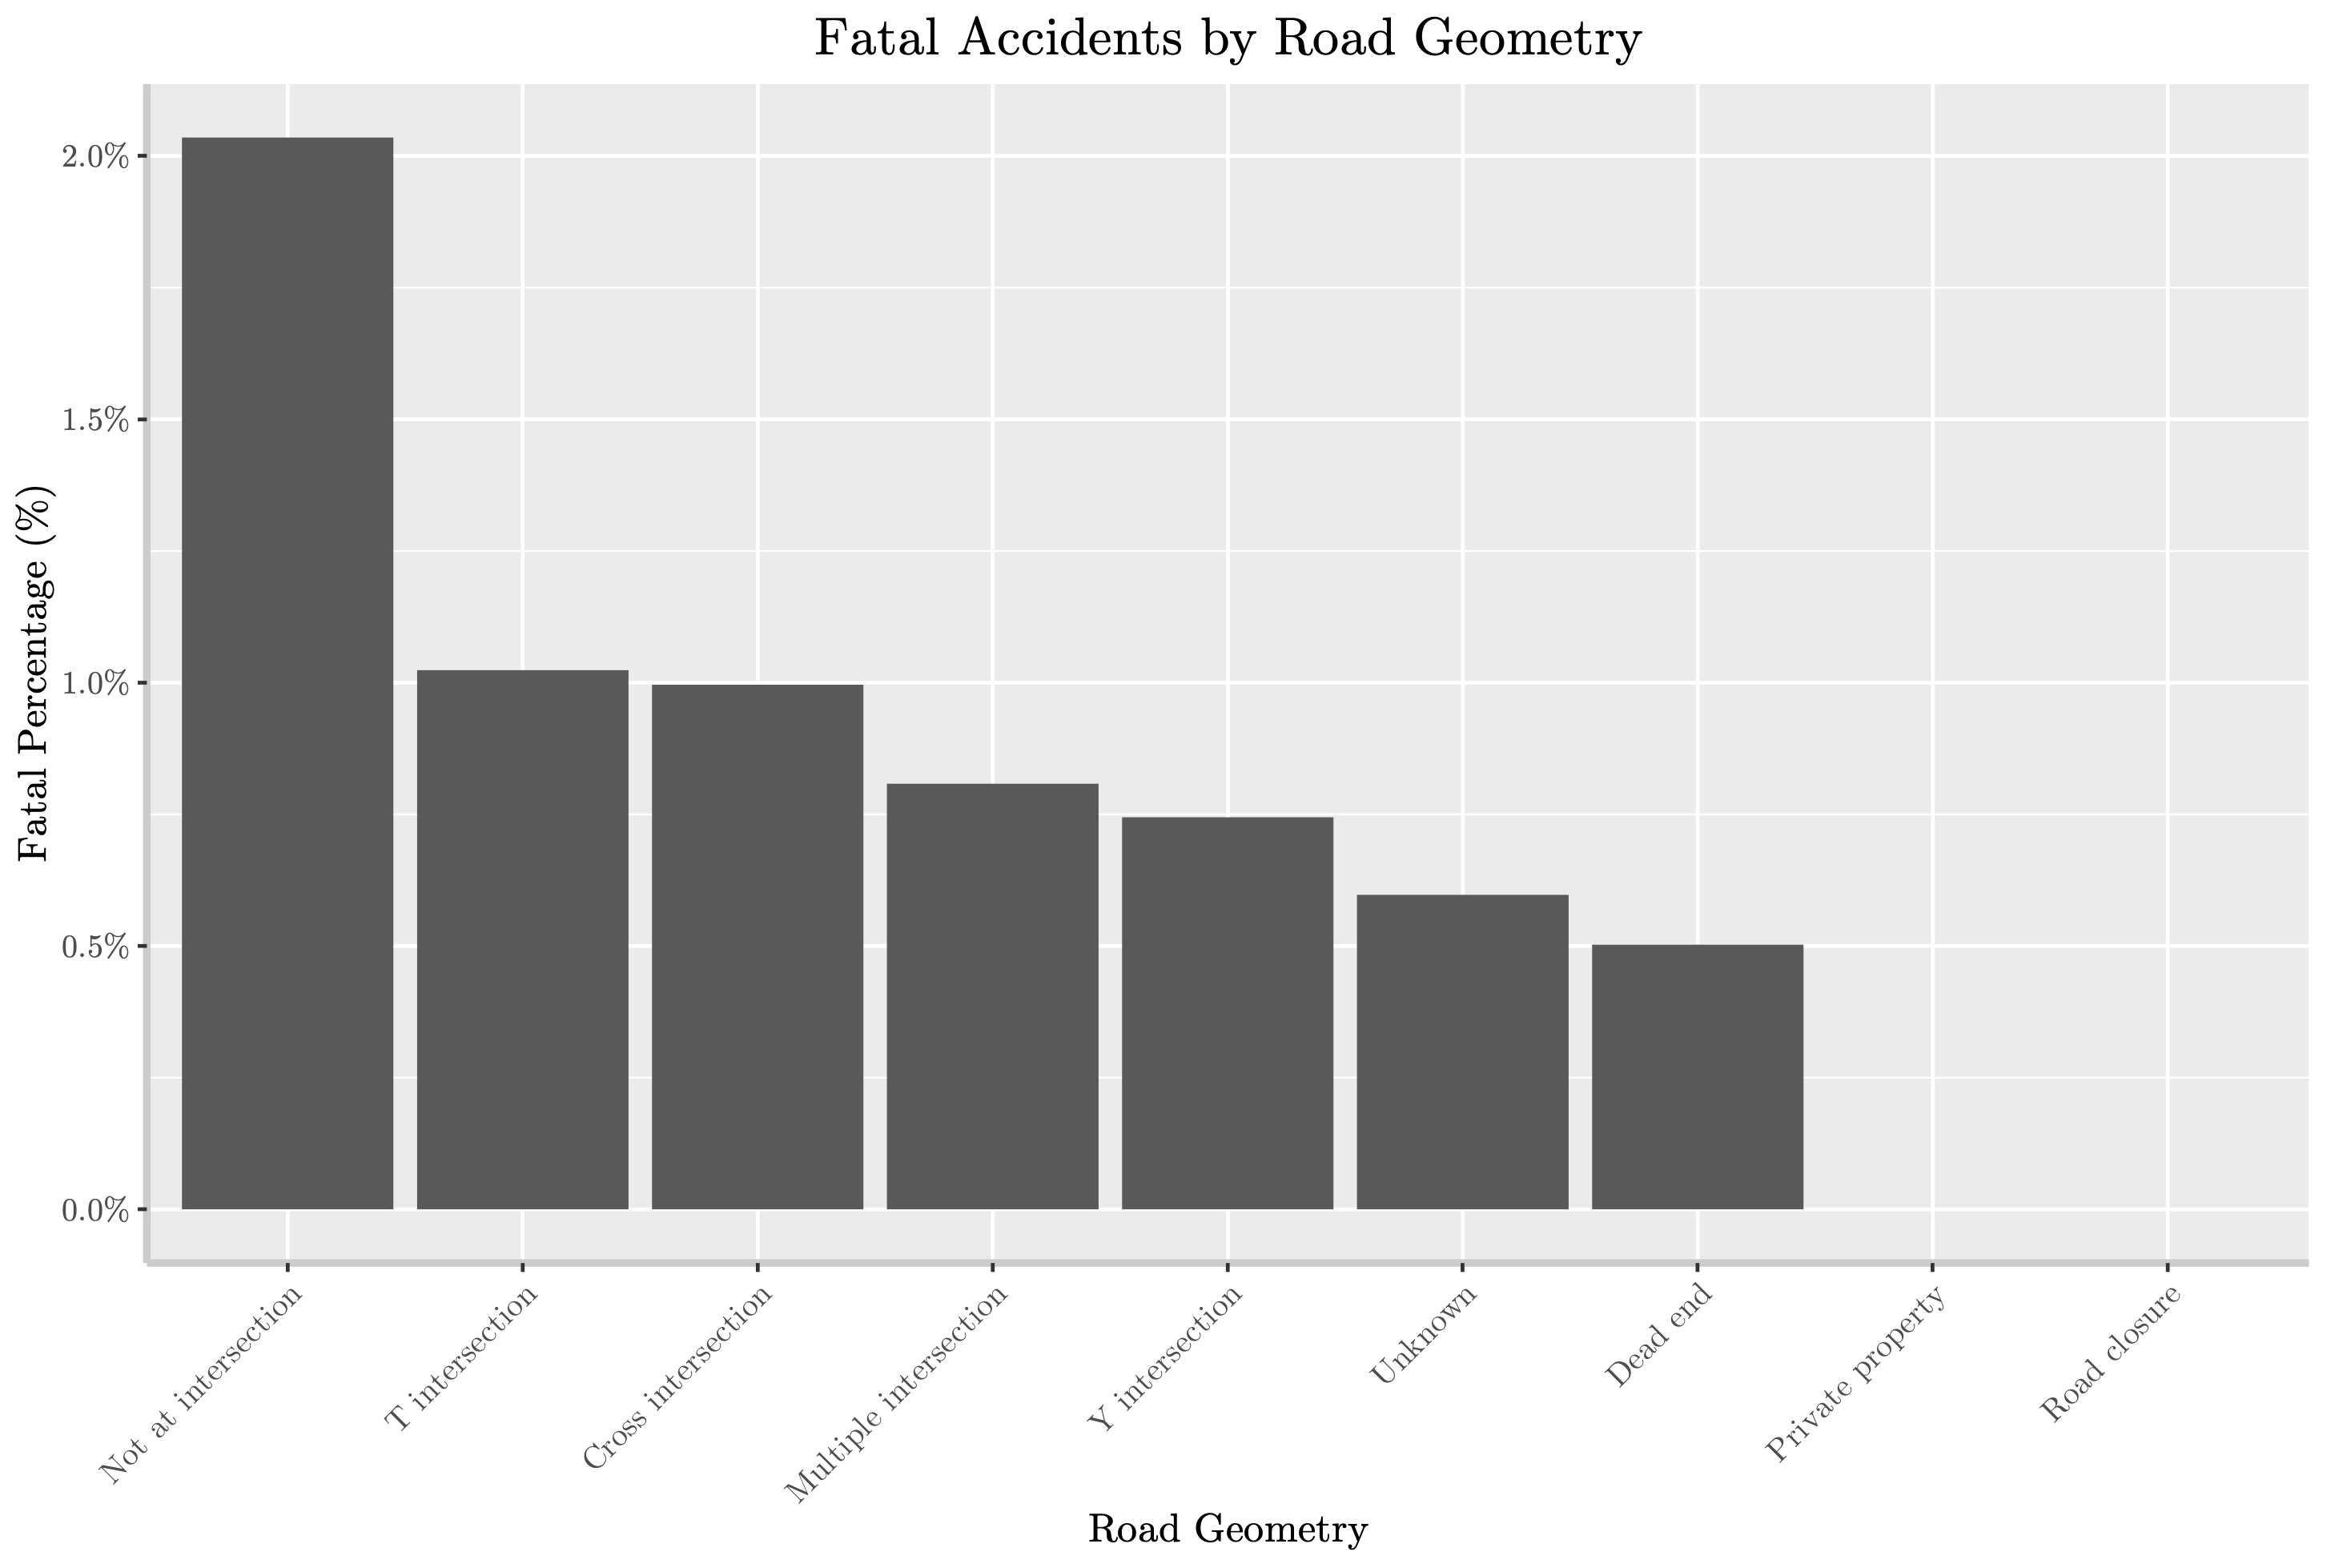 Fatal Accidents by Road Geometry
Fatal Percentage (%)
2.0%
1.5%
1.0%
0.5%
0.0%
Not at intersection
T intersection
Cross intersection
Multiple intersection
Y intersection
Unknown
Dead end
Private property
Road closure
Road Geometry